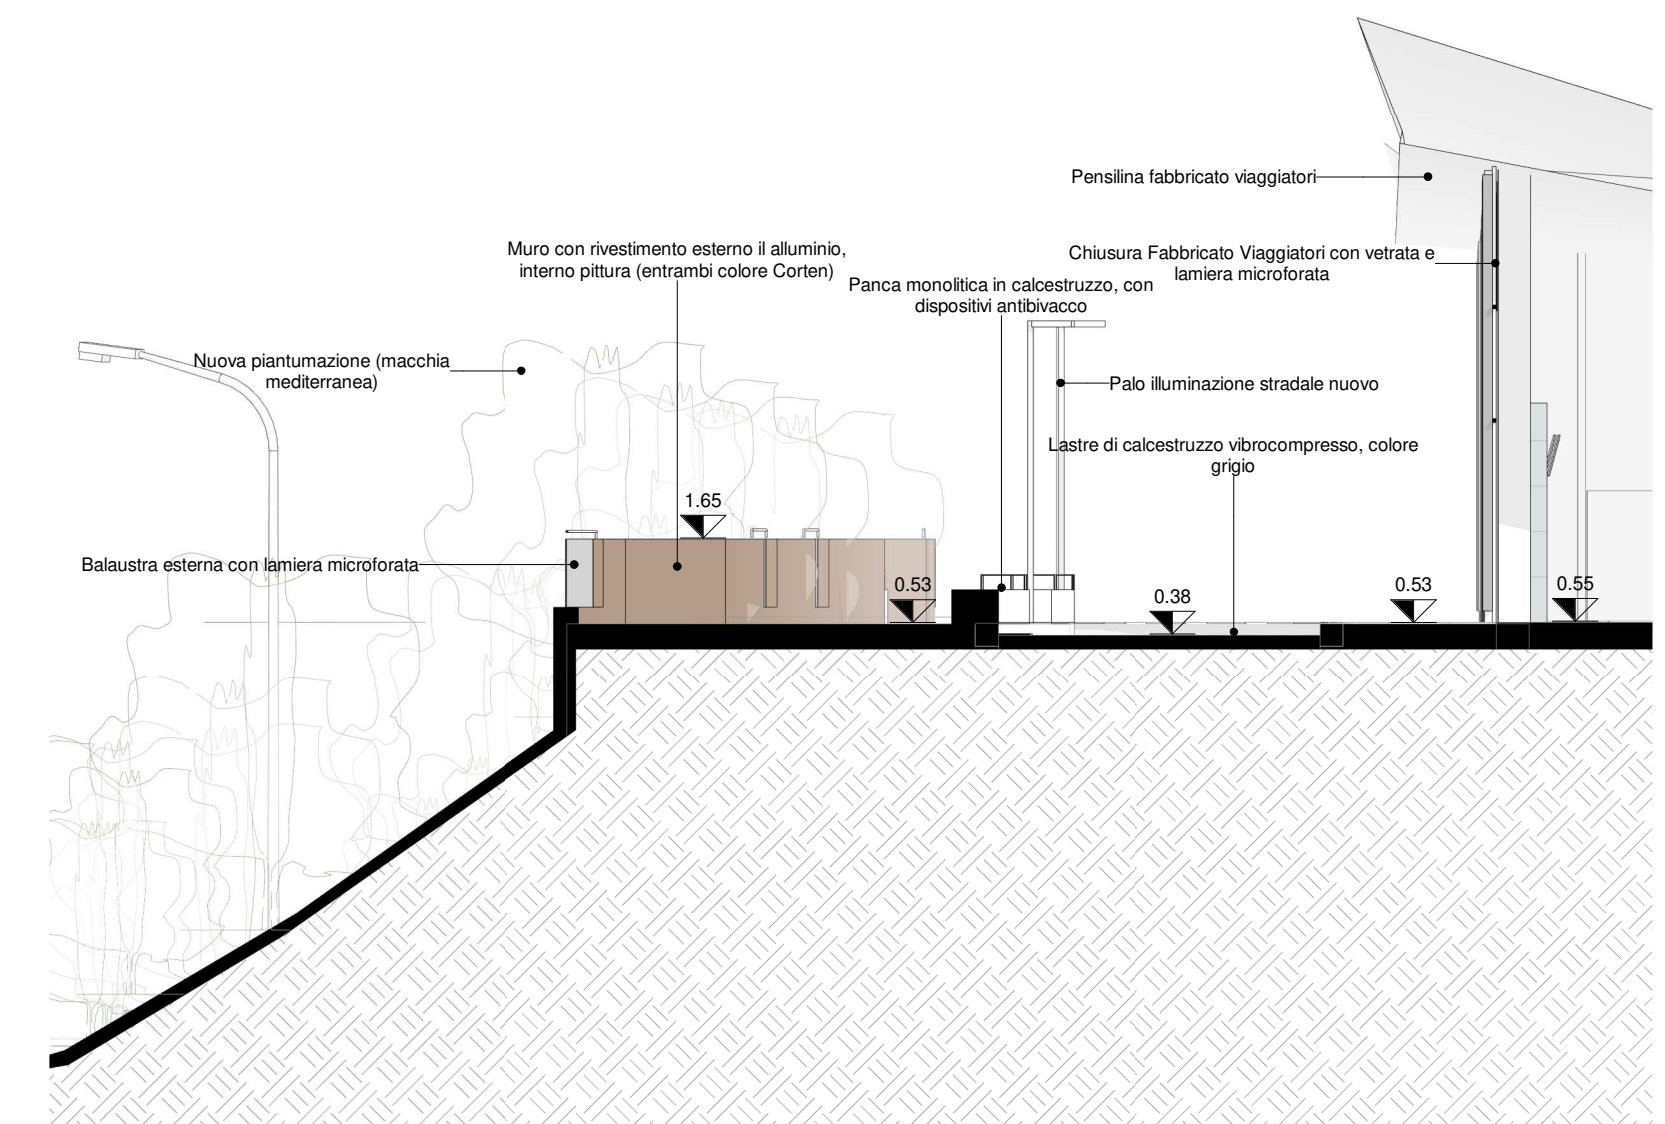 Pensilina fabbricato viaggiatori
Muro con rivestimento esterno il alluminio,
interno pittura (entrambi colore Corten)
Chiusura Fabbricato Viaggiatori con vetrata e
lamiera microforata
Panca monolitica in calcestruzzo, con
dispositivi antibivacco
Nuova piantumazione (macchia
mediterranea)
Palo illuminazione stradale nuovo
Lastre di calcestruzzo vibrocompresso, colore
grigio
1.65
Balaustra esterna con lamiera microforata
0.53
0.38
0.53
0.55